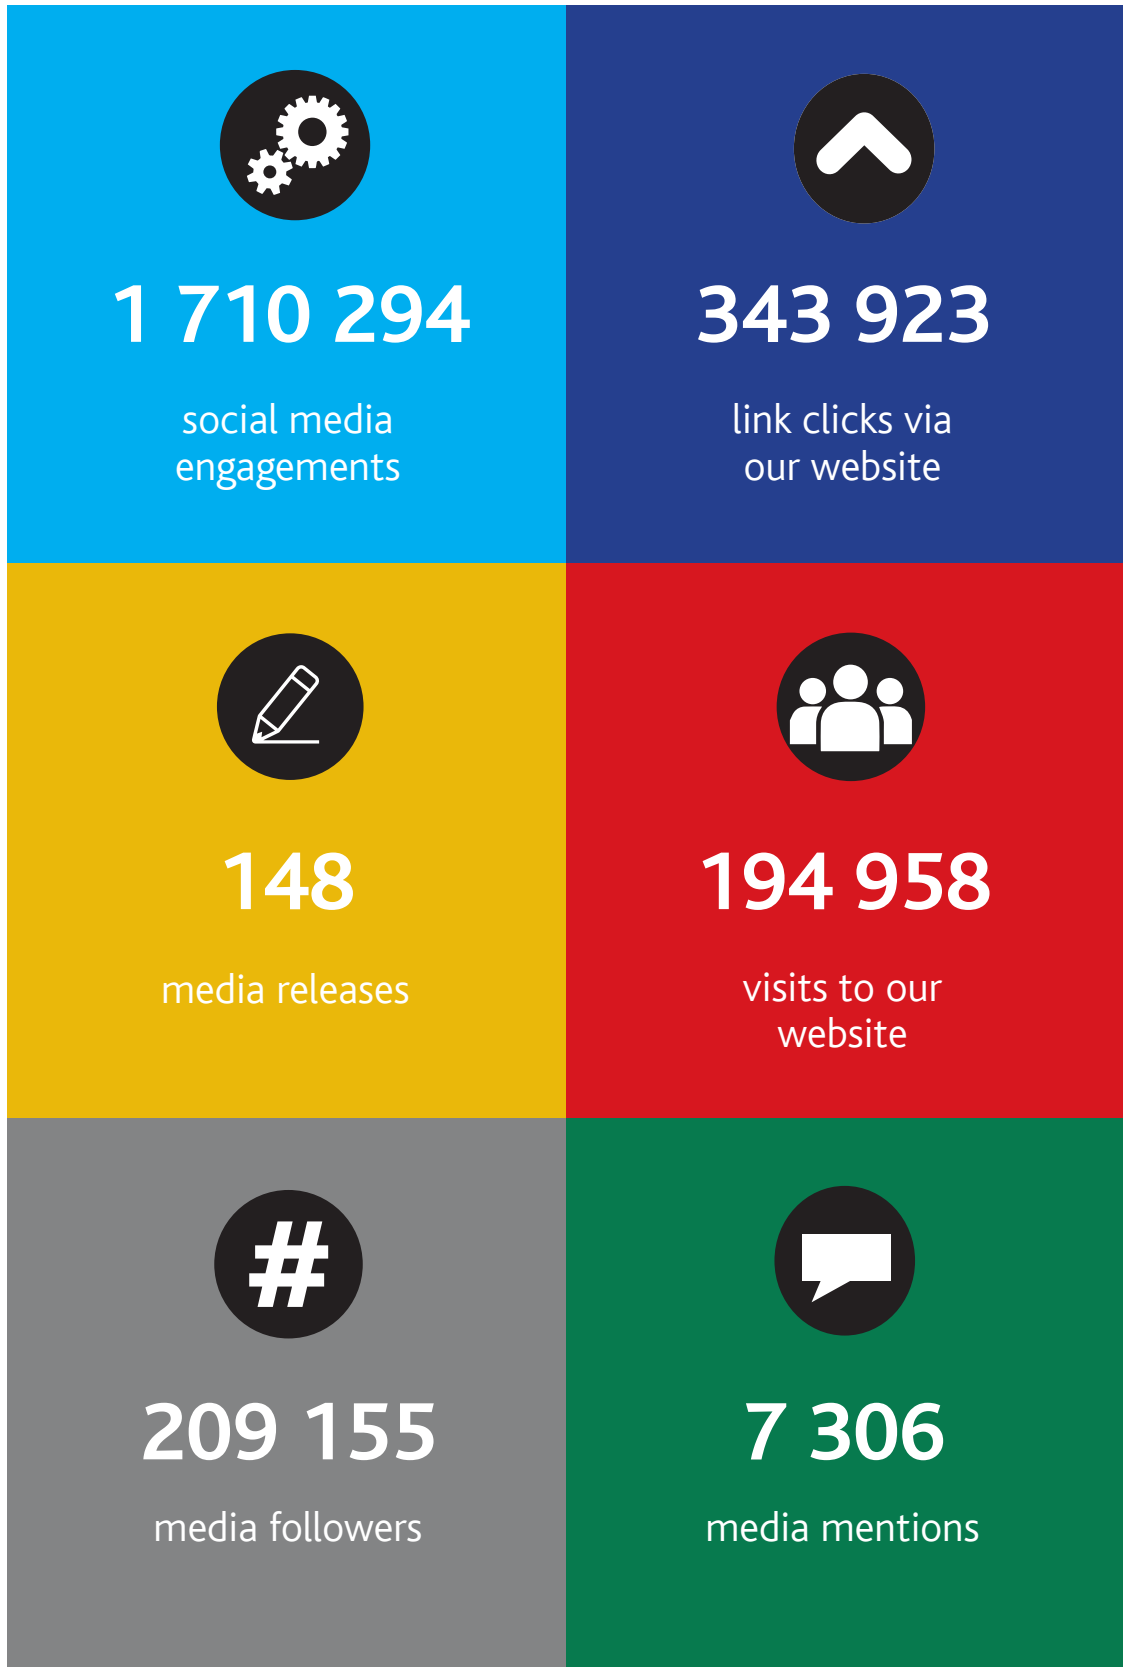 1 710 294
social media
engagements
343 923
link clicks via
our website
148
media releases
194 958
visits to our
website
#
209 155
media followers
7 306
media mentions